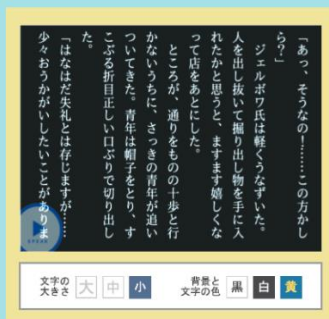 「あっ、そうなの!……この方かし
ら?」
ジェルボワ氏は軽くうなずいた。
人を出し抜いて掘り出し物を手に入
れたかと思うと、ますます嬉しくな
って店をあとにした。
ところが、通りをものの十歩と行
かないうちに、さっきの青年が追い
ついてきた。青年は帽子をとり、す
こぶる折目正しい口ぶりで切り出し
た。
「はなはだ失礼とは存じますが……
少々おうかがいしたいことがありま
文字の
大きさ
大
中
小
背景と
文字の色
黒
白
黄